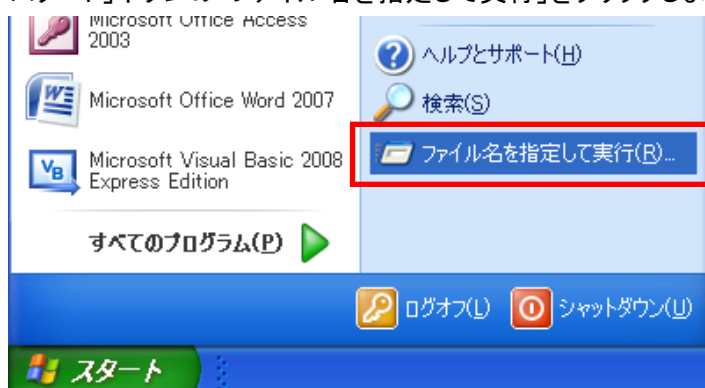 Microsoft Office Access
2003
Microsoft Office Word 2007
Microsoft Visual Basic 2008
Express Edition
すべてのプログラム(P)
ヘルプとサポート(H)
検索(S)
ファイル名を指定して実行(R)...
ログオフ(L)
シャットダウン(U)
スタート